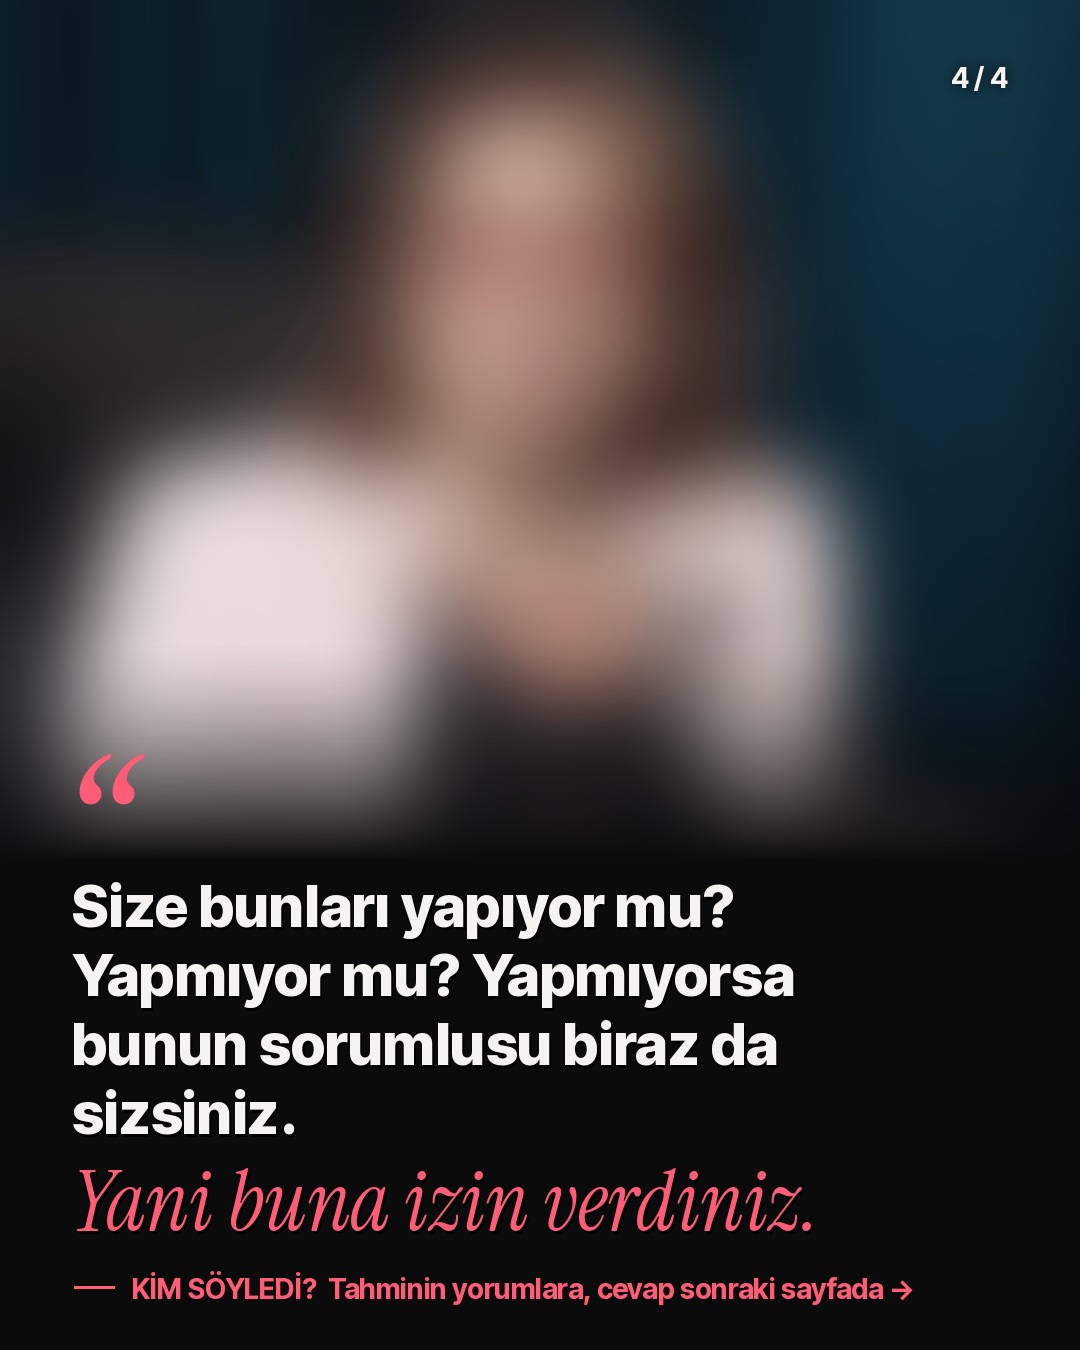 4 / 4
“
Size bunları yapıyor mu?
Yapmıyor mu? Yapmıyorsa
bunun sorumlusu biraz da
sizsiniz.
Yani buna izin verdiniz.
— KİM SÖYLEDİ? Tahminin yorumlara, cevap sonraki sayfada →